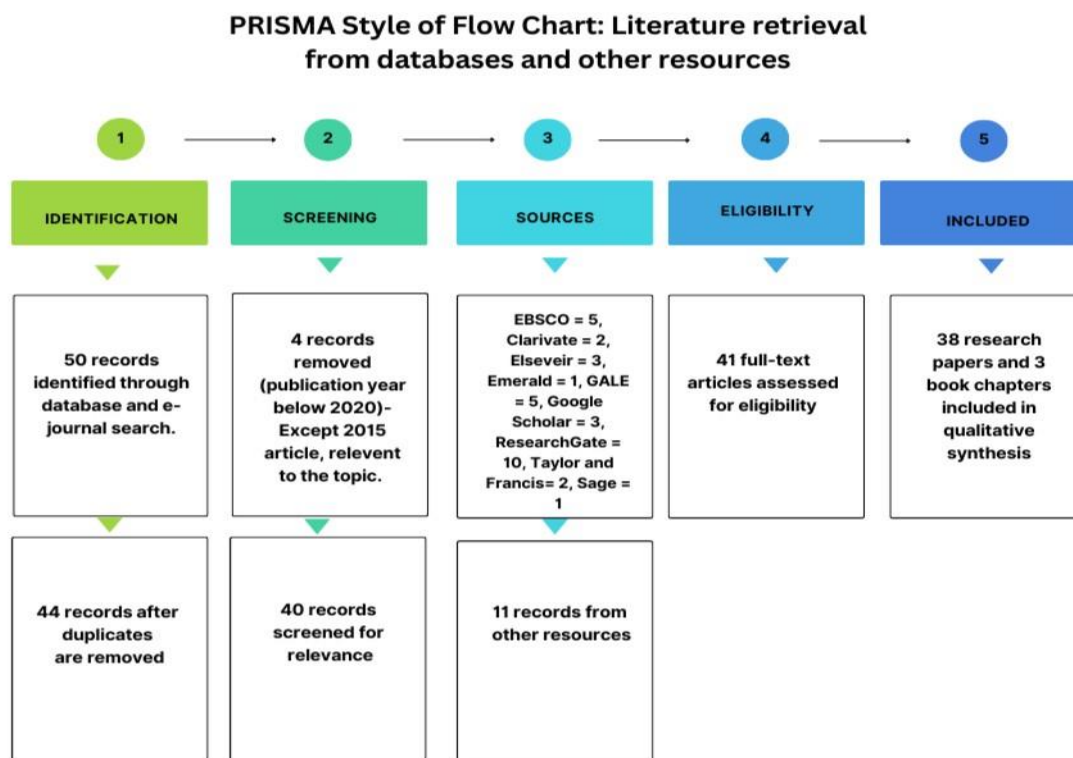 PRISMA Style of Flow Chart: Literature retrieval
from databases and other resources
1
2
3
4
5
IDENTIFICATION
SCREENING
SOURCES
ELIGIBILITY
INCLUDED
50 records
identified through
database and e-
journal search.
4 records
removed
(publication year
below 2020)-
Except 2015
article, relevent
to the topic.
EBSCO = 5,
Clarivate = 2,
Elseveir = 3,
Emerald = 1, GALE
= 5, Google
Scholar = 3,
ResearchGate =
10, Taylor and
Francis= 2, Sage =
1
41 full-text
articles assessed
for eligibility
38 research
papers and 3
book chapters
included in
qualitative
synthesis
44 records after
duplicates
are removed
40 records
screened for
relevance
11 records from
other resources